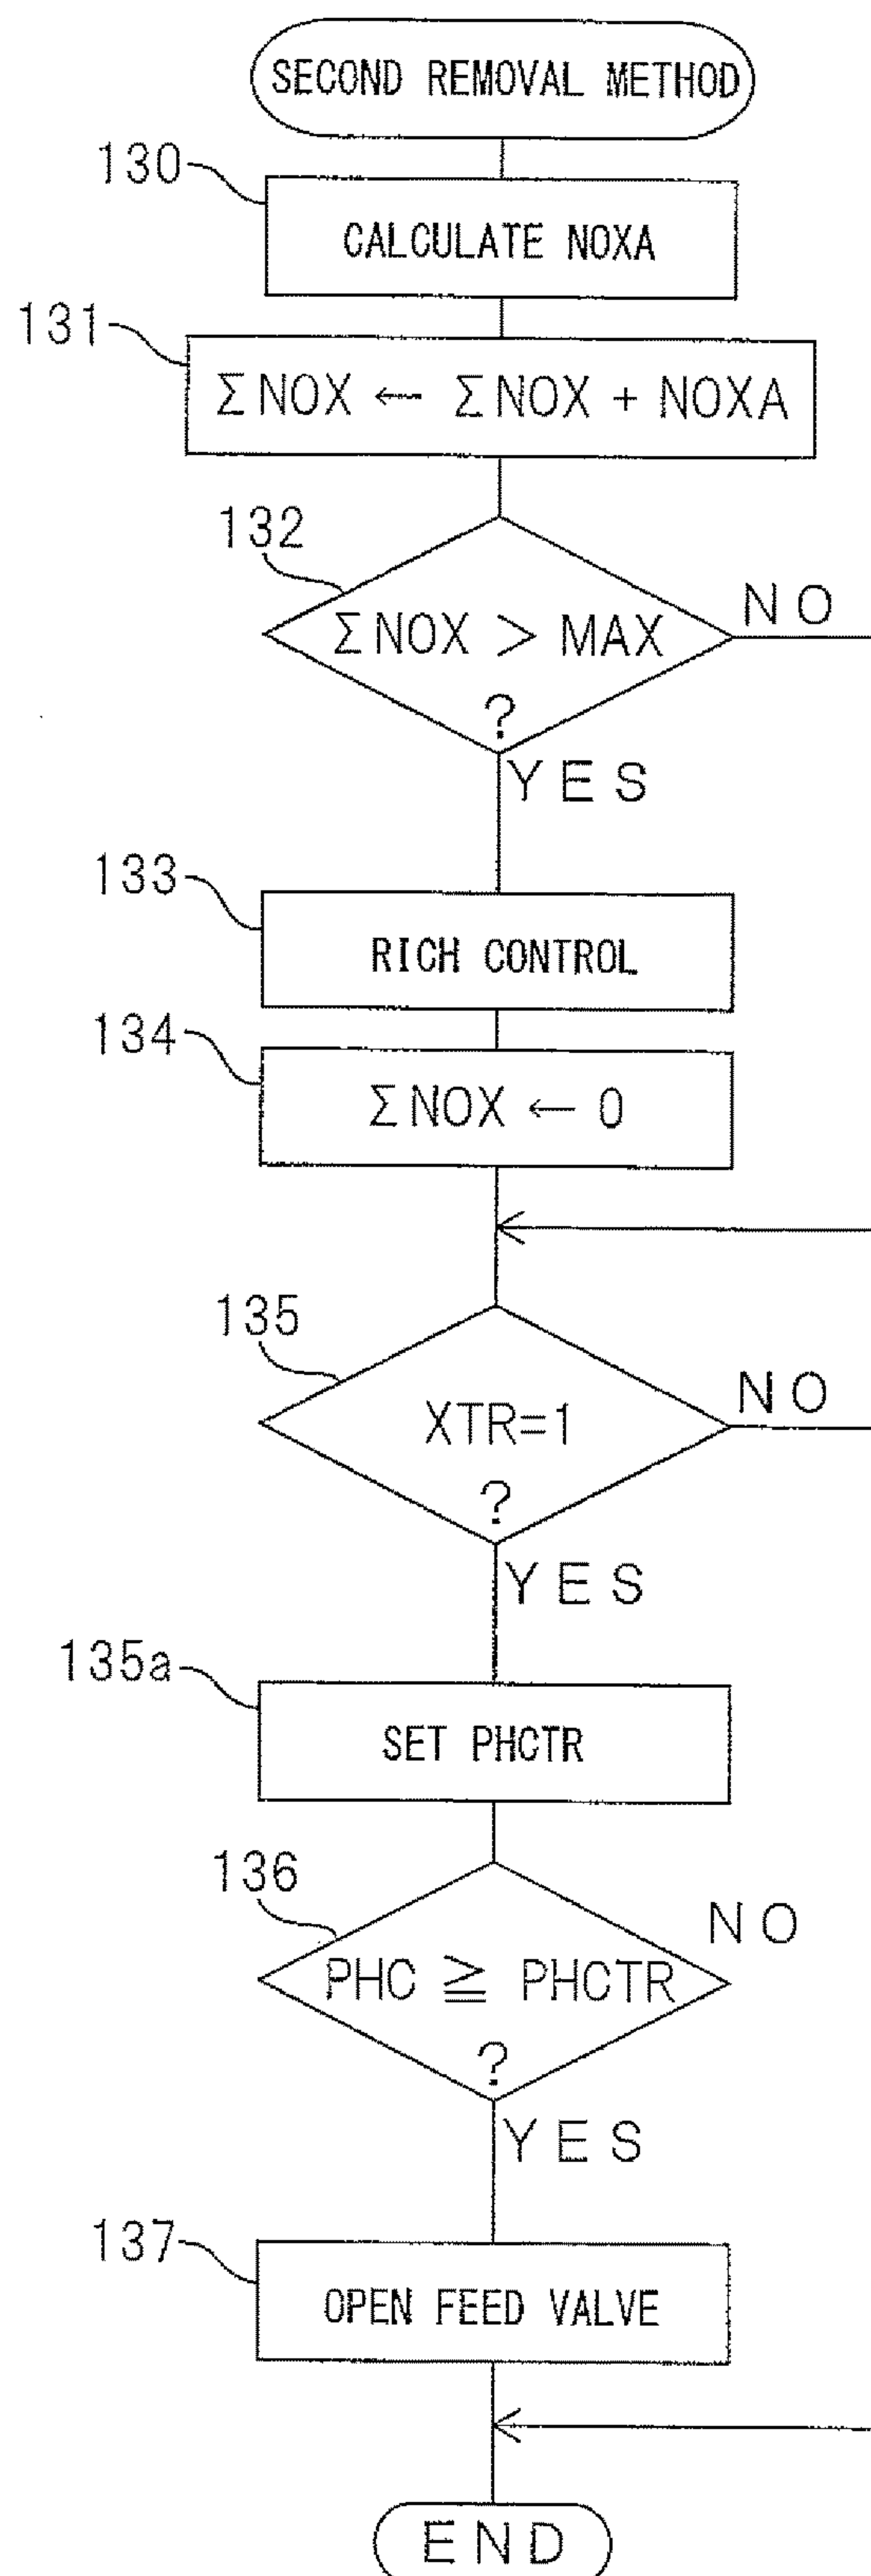 SECOND REMOVAL METHOD
130
CALCULATE NOXA
131
ΣNOX ← ΣNOX + NOXA
132
ΣNOX > MAX
?
NO
YES
133
RICH CONTROL
134
ΣNOX ← 0
135
XTR=1
?
NO
YES
135a
SET PHCTR
136
PHC ≧ PHCTR
?
NO
YES
137
OPEN FEED VALVE
END